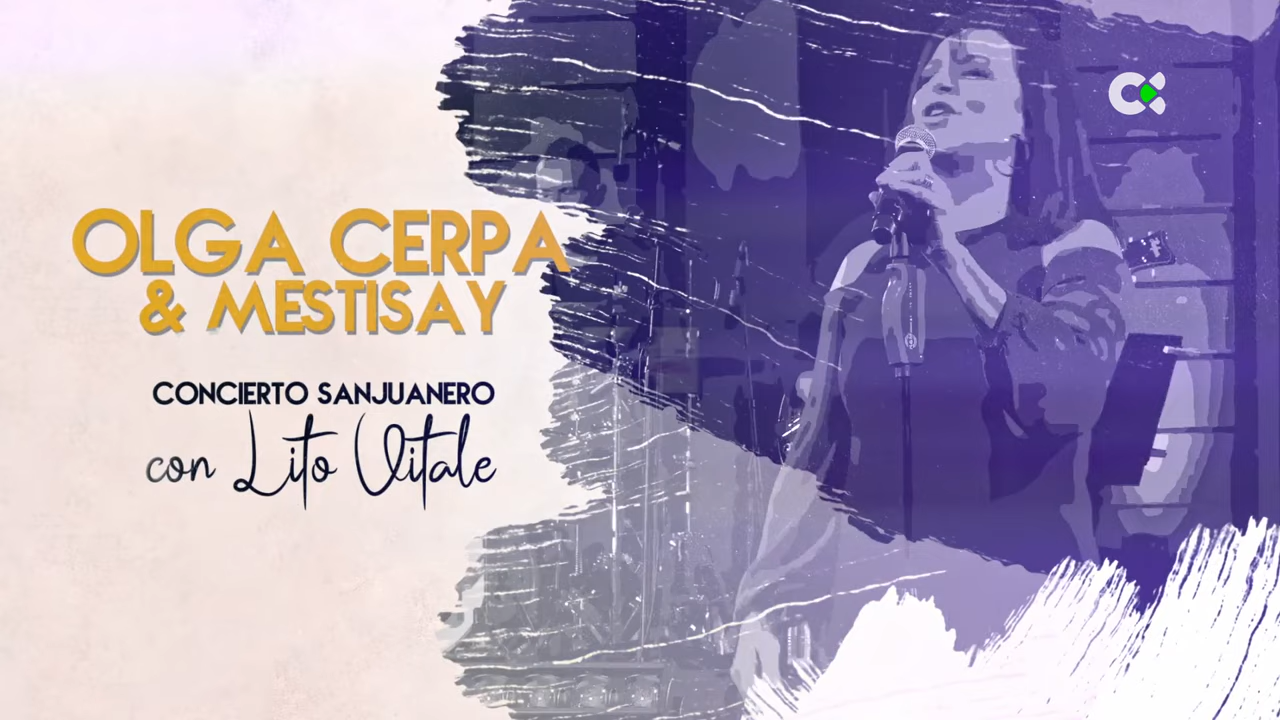 OLGA CERPA
& MESTISAY
CONCIERTO SANJUANERO
con Lito Vitale